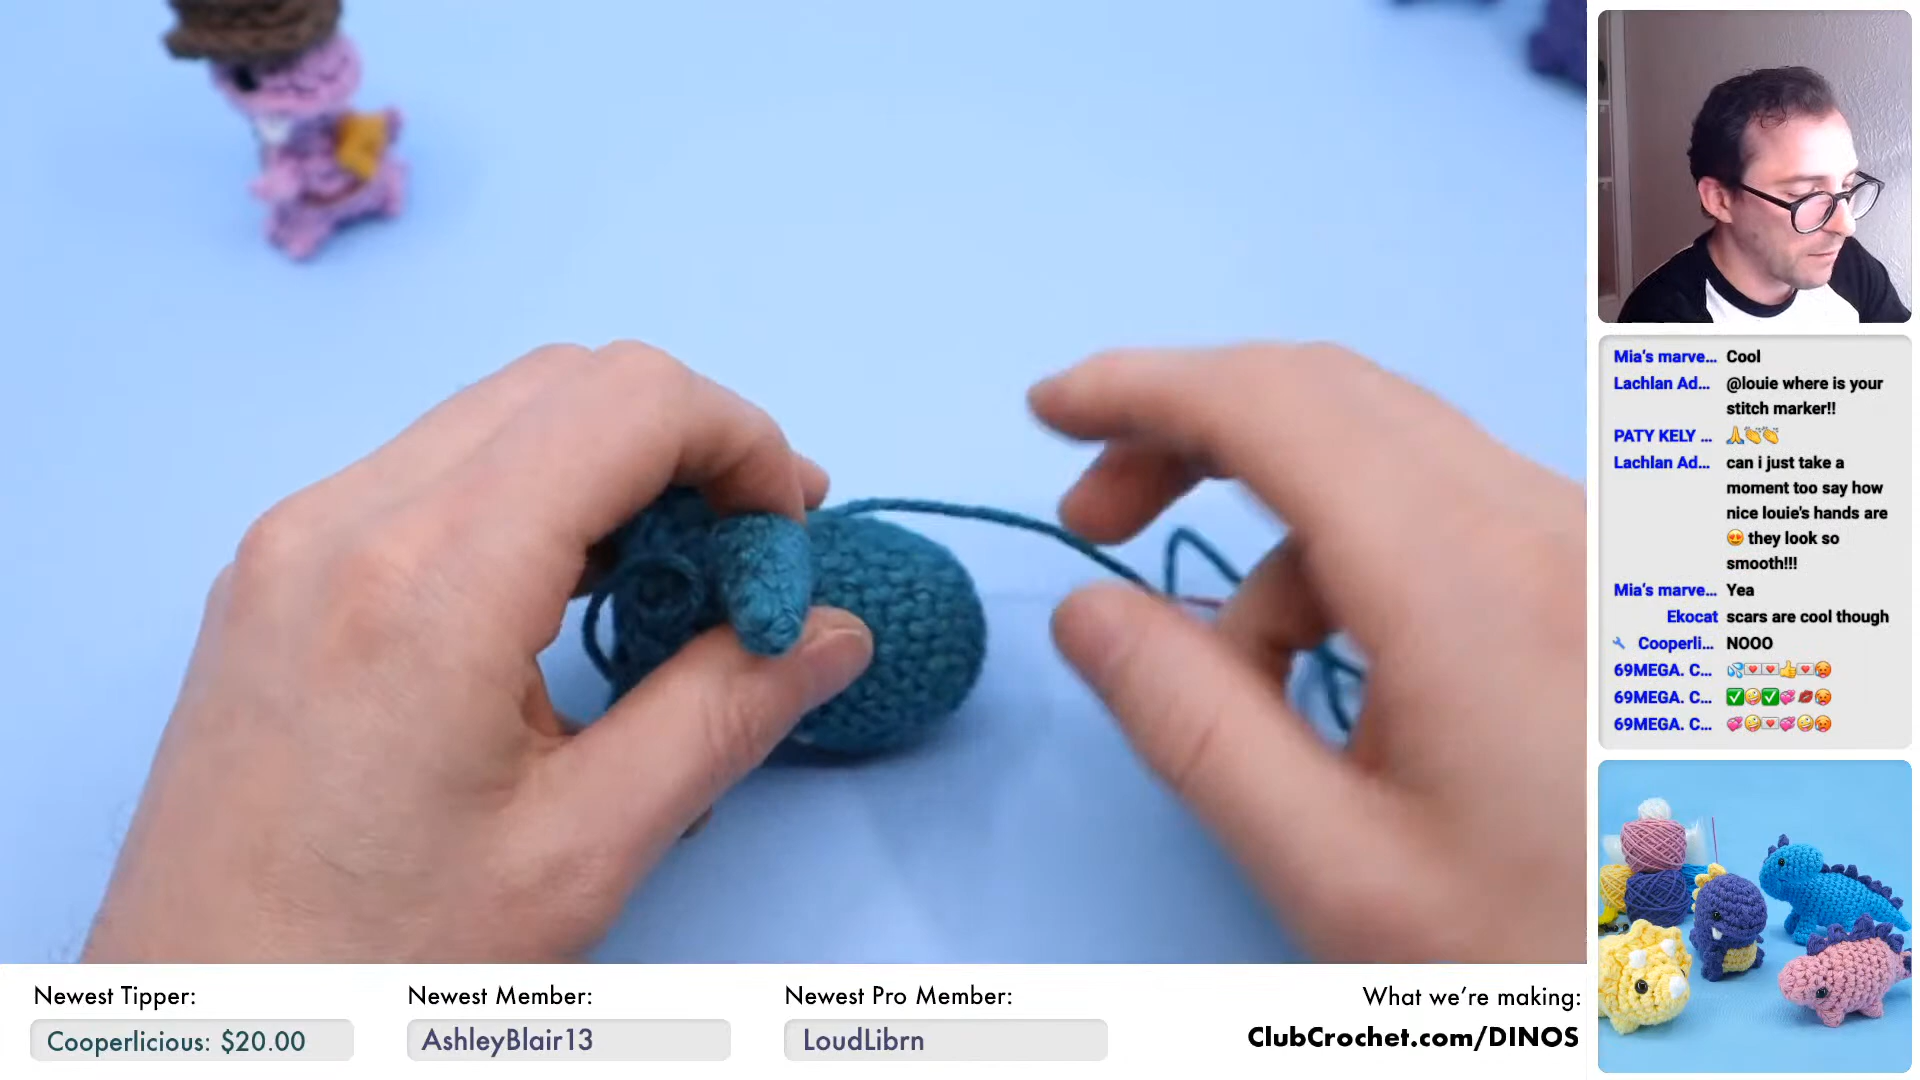 Mia's marve... Cool
Lachlan Ad... @louie where is your
stitch marker!!
PATY KELY ... 🙏👏👏
Lachlan Ad... can i just take a
moment too say how
nice louie's hands are
😍 they look so
smooth!!!
Mia's marve... Yea
Ekocat scars are cool though
Cooperli... NOOO
69MEGA. C... 💦💌💌👍💌🥵
69MEGA. C... ✅🤪✅💞💋🥵
69MEGA. C... 💞🤪💌💞🤪🥵
Newest Tipper:
Cooperlicious: $20.00
Newest Member:
AshleyBlair13
Newest Pro Member:
LoudLibrn
What we're making:
ClubCrochet.com/DINOS